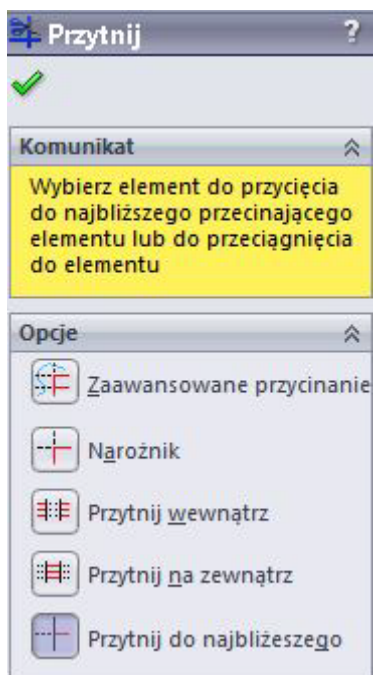 Przytnij ?
Komunikat
Wybierz element do przycięcia
do najbliższego przecinającego
elementu lub do przeciągnięcia
do elementu
Opcje
Zaawansowane przycinanie
Narożnik
Przytnij wewnątrz
Przytnij na zewnątrz
Przytnij do najbliżeszego